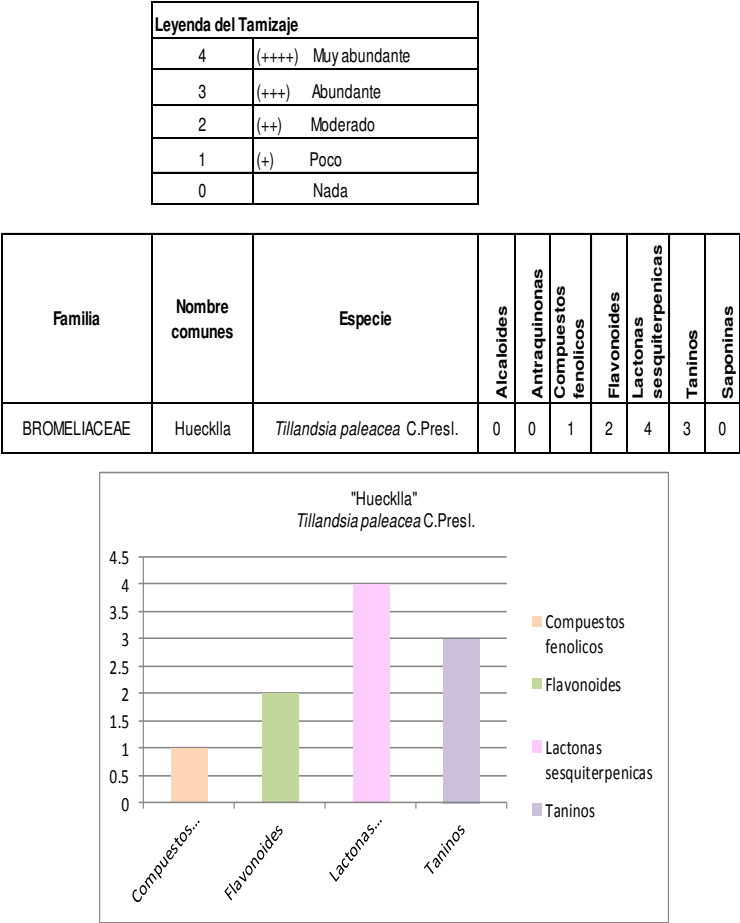 Leyenda del Tamizaje
4 (++++) Muy abundante
3 (+++) Abundante
2 (++) Moderado
1 (+) Poco
0 Nada
Familia
Nombre
comunes
Especie
Alcaloides
Antraquinonas
Compuestos
fenolicos
Flavonoides
Lactonas
sesquiterpenicas
Taninos
Saponinas
BROMELIACEAE Huecklla Tillandsia paleacea C.Presl. 0 0 1 2 4 3 0
"Huecklla"
Tillandsia paleacea C.Presl.
4.5
4
3.5
3
2.5
2
1.5
1
0.5
0
Compuestos...
Flavonoides
Lactonas...
Taninos
Compuestos
fenolicos
Flavonoides
Lactonas
sesquiterpenicas
Taninos